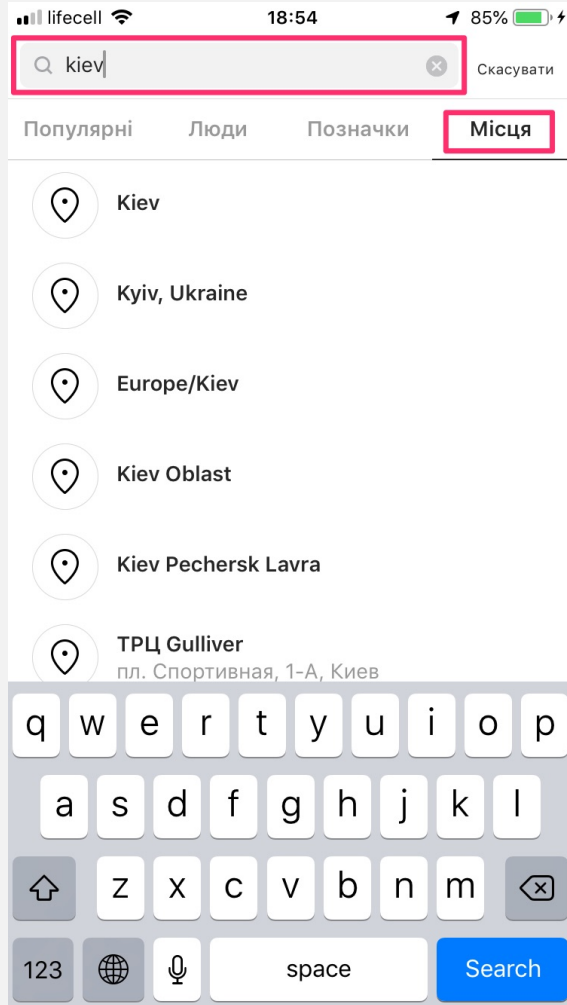 lifecell 18:54 85%
kiev Скасувати
Популярні Люди Позначки Місця
Kiev
Kyiv, Ukraine
Europe/Kiev
Kiev Oblast
Kiev Pechersk Lavra
ТРЦ Gulliver
пл. Спортивная, 1-А, Киев
q w e r t y u i o p
a s d f g h j k l
z x c v b n m
123 space Search